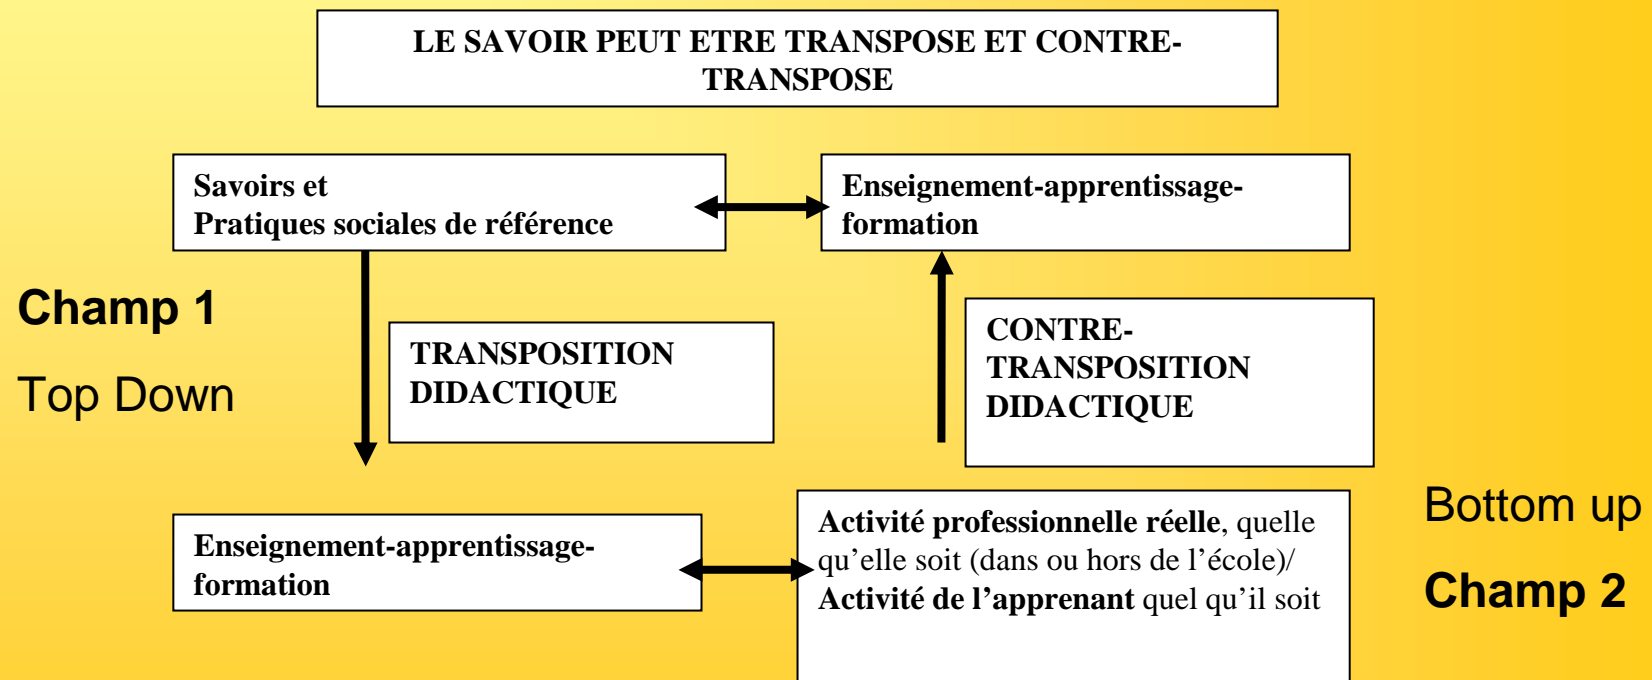 LE SAVOIR PEUT ETRE TRANSPOSE ET CONTRE-
TRANSPOSE
Savoirs et
Pratiques sociales de référence
Enseignement-apprentissage-
formation
Champ 1
Top Down
TRANSPOSITION
DIDACTIQUE
CONTRE-
TRANSPOSITION
DIDACTIQUE
Enseignement-apprentissage-
formation
Activité professionnelle réelle, quelle
qu'elle soit (dans ou hors de l'école)/
Activité de l'apprenant quel qu'il soit
Bottom up
Champ 2